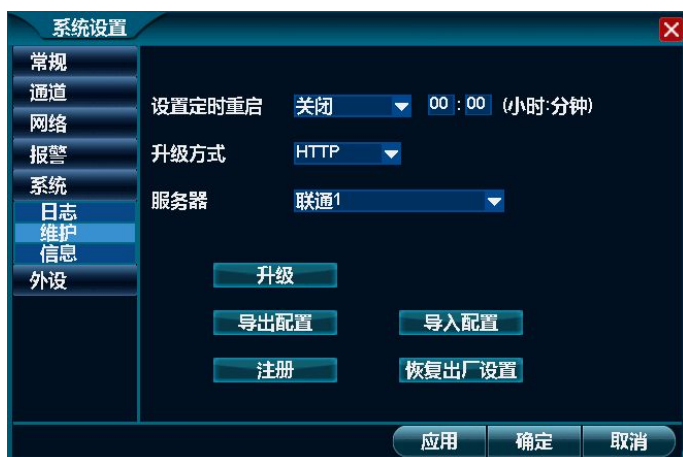 系统设置
常规
通道
网络
报警
系统
日志
维护
信息
外设
设置定时重启 关闭 00 : 00 (小时:分钟)
升级方式 HTTP
服务器 联通1
升级
导出配置 导入配置
注册 恢复出厂设置
应用 确定 取消